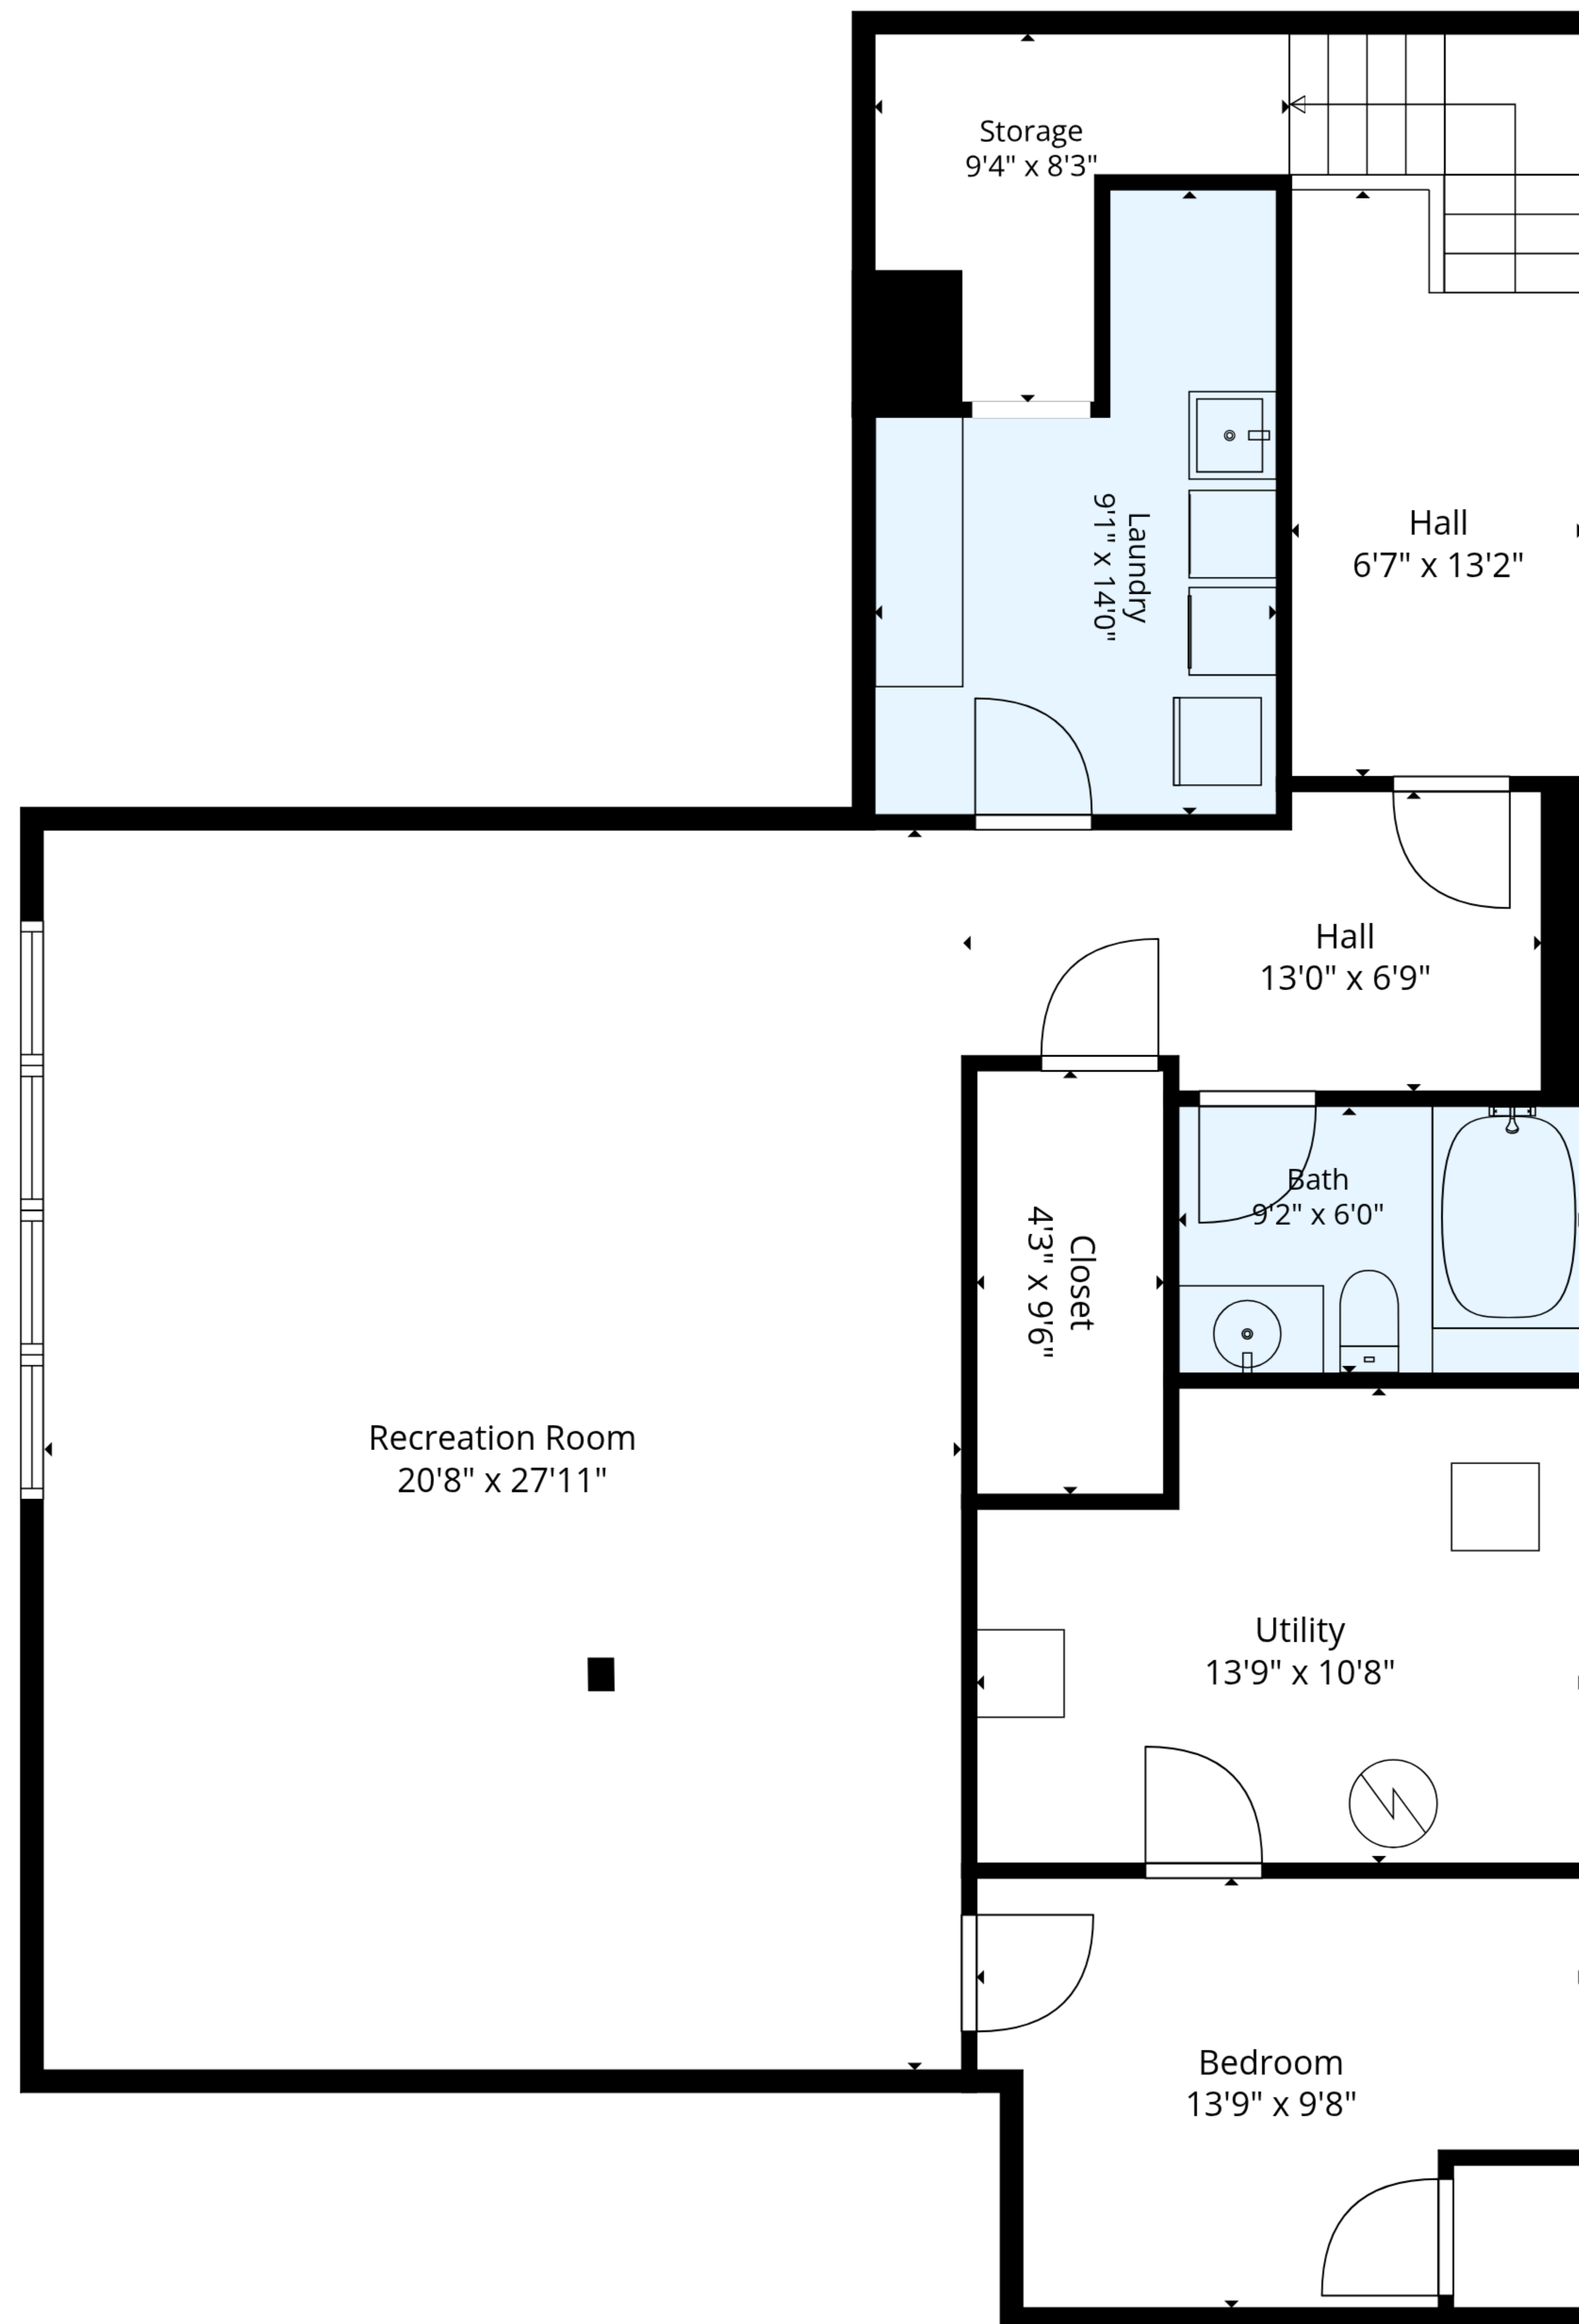 Storage
9'4" x 8'3"
Laundry
9'1" x 14'0"
Hall
6'7" x 13'2"
Hall
13'0" x 6'9"
Bath
9'2" x 6'0"
Closet
4'3" x 9'6"
Recreation Room
20'8" x 27'11"
Utility
13'9" x 10'8"
Bedroom
13'9" x 9'8"